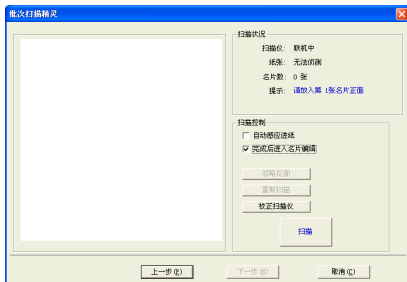 批次扫描精灵
扫描状况
扫描仪: 联机中
纸张: 无法侦测
名片数: 0 张
提示: 请放入第 1张名片正面
扫描控制
自动感应进纸
完成后进入名片编辑
忽略反面
重新扫描
校正扫描仪
扫描
上一步(P)
下一步(N)
取消(C)